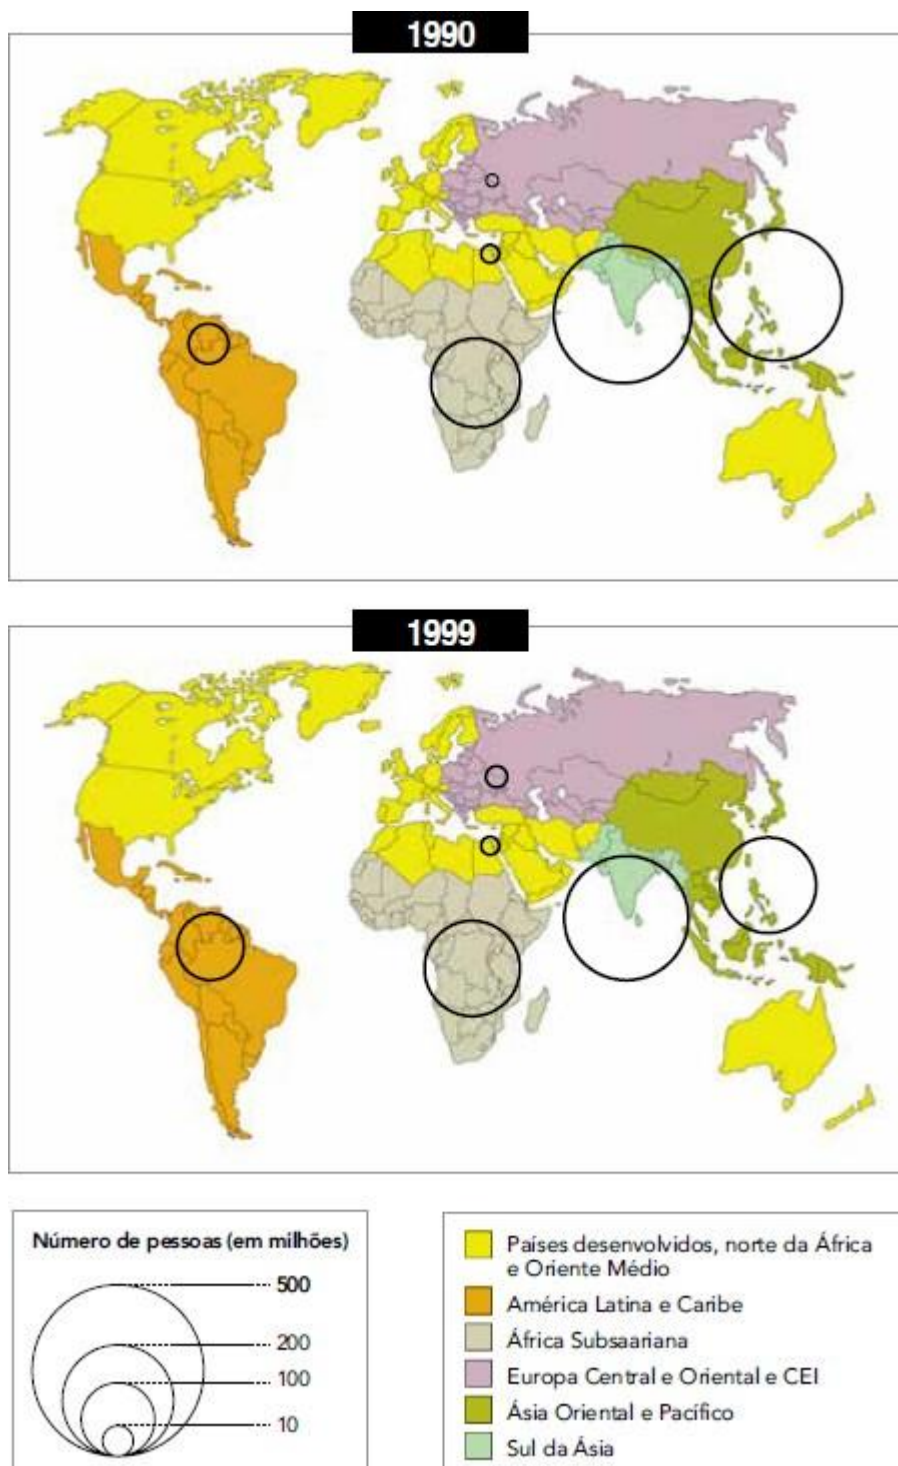 1990
1999
Número de pessoas (em milhões)
500
200
100
10
Países desenvolvidos, norte da África
e Oriente Médio
América Latina e Caribe
África Subsaariana
Europa Central e Oriental e CEI
Ásia Oriental e Pacífico
Sul da Ásia